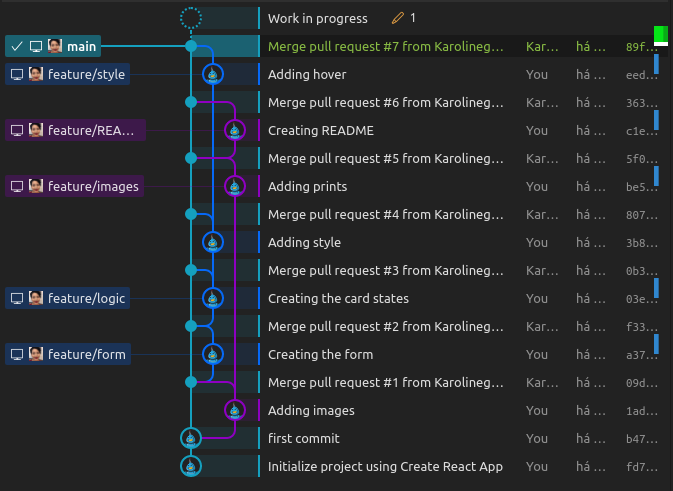 Work in progress 1
main Merge pull request #7 from Karolineg... Kar... há ... 89f...
feature/style Adding hover You há ... eed...
Merge pull request #6 from Karolineg... Kar... há ... 363...
feature/REA... Creating README You há ... c1e...
Merge pull request #5 from Karolineg... Kar... há ... 5f0...
feature/images Adding prints You há ... be5...
Merge pull request #4 from Karolineg... Kar... há ... 807...
Adding style You há ... 3b8...
Merge pull request #3 from Karolineg... Kar... há ... 0b3...
feature/logic Creating the card states You há ... 03e...
Merge pull request #2 from Karolineg... Kar... há ... f33...
feature/form Creating the form You há ... a37...
Merge pull request #1 from Karolineg... Kar... há ... 09d...
Adding images You há ... 1ad...
first commit You há ... b47...
Initialize project using Create React App You há ... fd7...